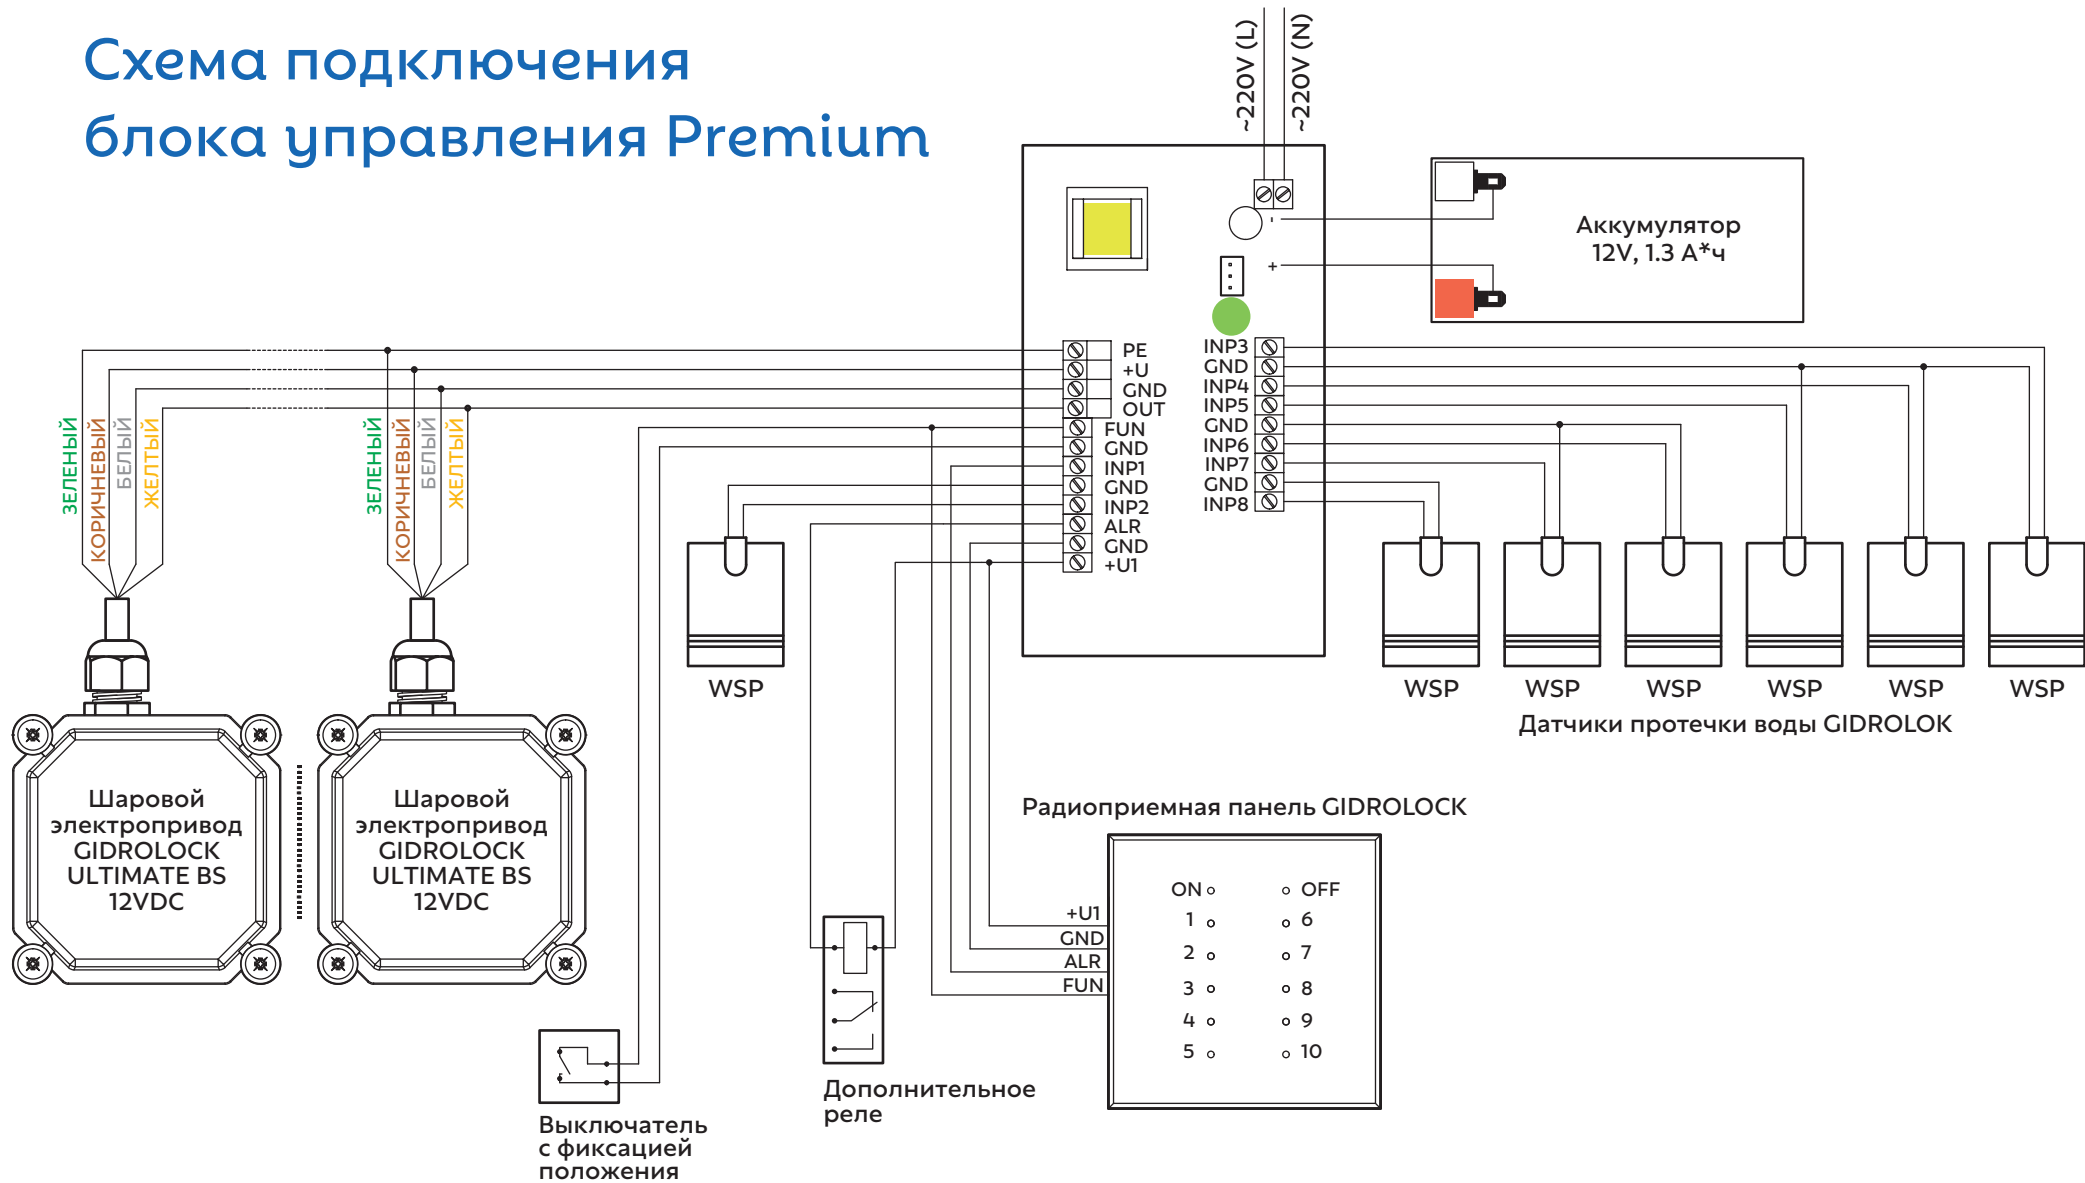 Схема подключения
блока управления Premium
~220V (L)
~220V (N)
Аккумулятор
12V, 1.3 А*ч
-
+
PE
+U
GND
OUT
FUN
GND
INP1
GND
INP2
ALR
GND
+U1
INP3
GND
INP4
INP5
GND
INP6
INP7
GND
INP8
ЗЕЛЕНЫЙ
КОРИЧНЕВЫЙ
БЕЛЫЙ
ЖЕЛТЫЙ
ЗЕЛЕНЫЙ
КОРИЧНЕВЫЙ
БЕЛЫЙ
ЖЕЛТЫЙ
WSP
WSP
WSP
WSP
WSP
WSP
WSP
Датчики протечки воды GIDROLOK
Шаровой
электропривод
GIDROLOCK
ULTIMATE BS
12VDC
Шаровой
электропривод
GIDROLOCK
ULTIMATE BS
12VDC
Радиоприемная панель GIDROLOCK
+U1
GND
ALR
FUN
ON OFF
1 6
2 7
3 8
4 9
5 10
Дополнительное
реле
Выключатель
с фиксацией
положения